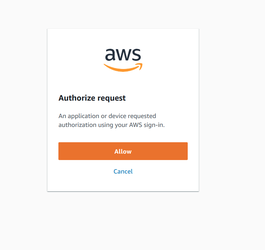 aws
Authorize request
An application or device requested
authorization using your AWS sign-in.
Allow
Cancel